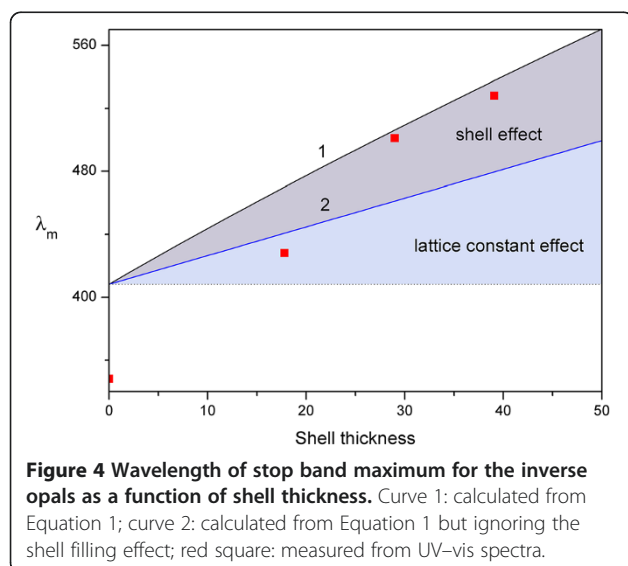 560
480
400
λm
1
2
shell effect
lattice constant effect
0 10 20 30 40 50
Shell thickness
Figure 4 Wavelength of stop band maximum for the inverse
opals as a function of shell thickness. Curve 1: calculated from
Equation 1; curve 2: calculated from Equation 1 but ignoring the
shell filling effect; red square: measured from UV–vis spectra.